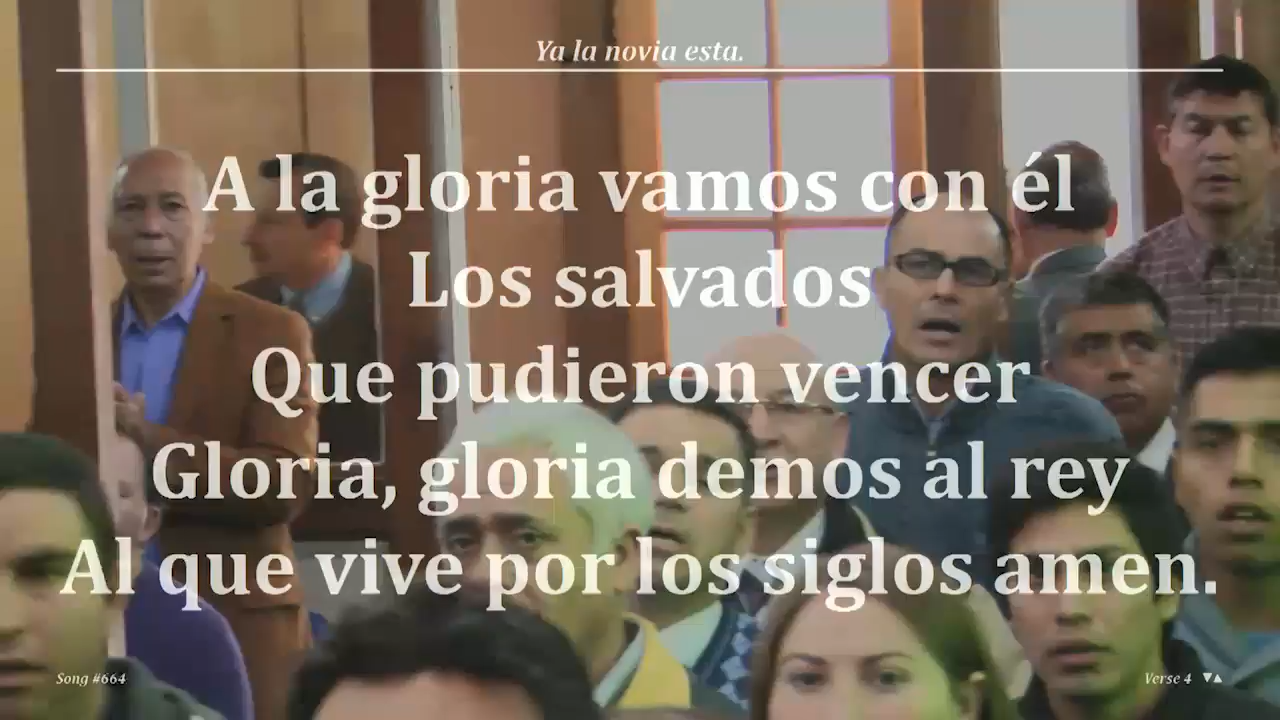 Ya la novia esta.
A la gloria vamos con él
Los salvados
Que pudieron vencer
Gloria, gloria demos al rey
Al que vive por los siglos amen.
Song #664
Verse 4 ▼▲